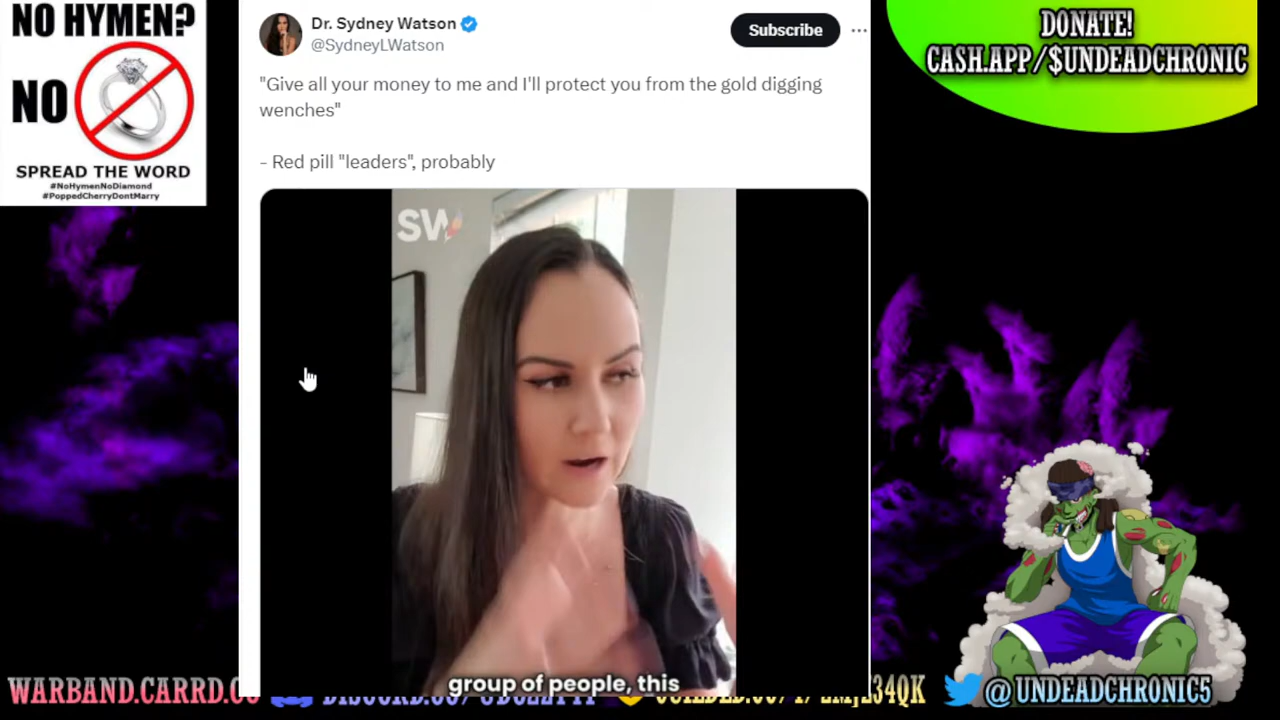 NO HYMEN?
NO
SPREAD THE WORD
#NoHymenNoDiamond
#PoppedCherryDontMarry
Dr. Sydney Watson
@SydneyLWatson
Subscribe
"Give all your money to me and I'll protect you from the gold digging
wenches"
- Red pill "leaders", probably
SW
group of people, this
DONATE!
CASH.APP/$UNDEADCHRONIC
WARBAND.CARRD.CO
@UNDEADCHRONIC5